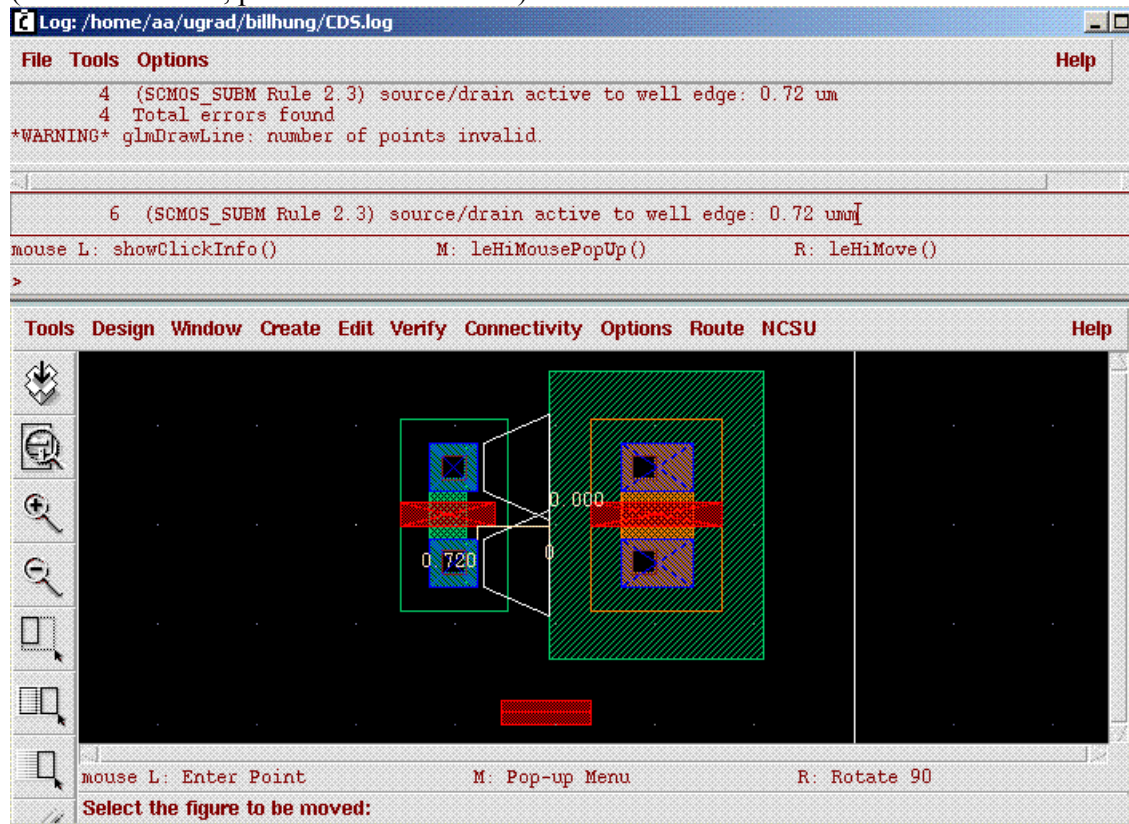 Log: /home/aa/ugrad/billhung/CDS.log
File Tools Options Help
4 (SCMOS_SUBM Rule 2.3) source/drain active to well edge: 0.72 um
4 Total errors found
*WARNING* glmDrawLine: number of points invalid.
6 (SCMOS_SUBM Rule 2.3) source/drain active to well edge: 0.72 umm
mouse L: showClickInfo() M: leHiMousePopUp() R: leHiMove()
>
Tools Design Window Create Edit Verify Connectivity Options Route NCSU Help
0.000
0.720 0
mouse L: Enter Point M: Pop-up Menu R: Rotate 90
Select the figure to be moved: